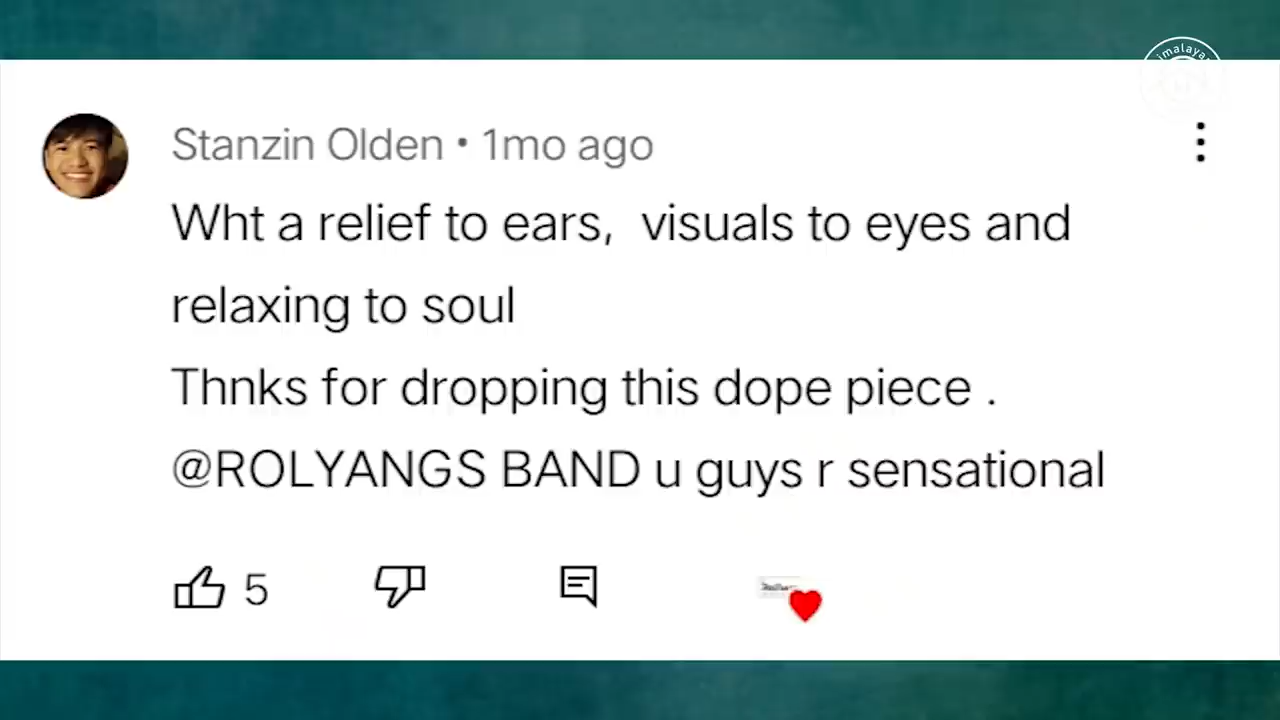 Stanzin Olden • 1mo ago
Wht a relief to ears, visuals to eyes and
relaxing to soul
Thnks for dropping this dope piece .
@ROLYANGS BAND u guys r sensational
5